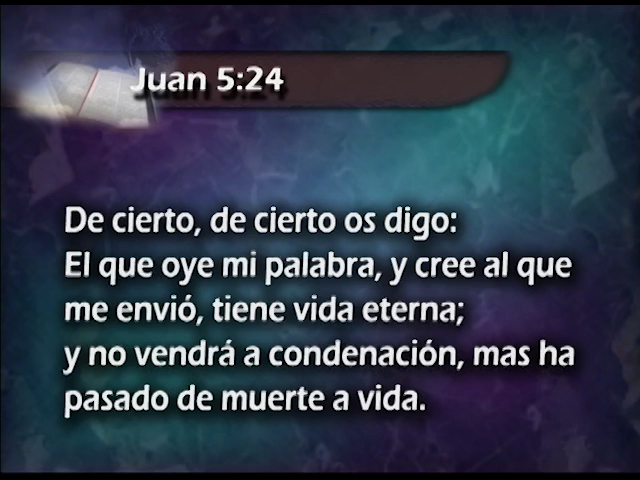 Juan 5:24
De cierto, de cierto os digo:
El que oye mi palabra, y cree al que
me envió, tiene vida eterna;
y no vendrá a condenación, mas ha
pasado de muerte a vida.